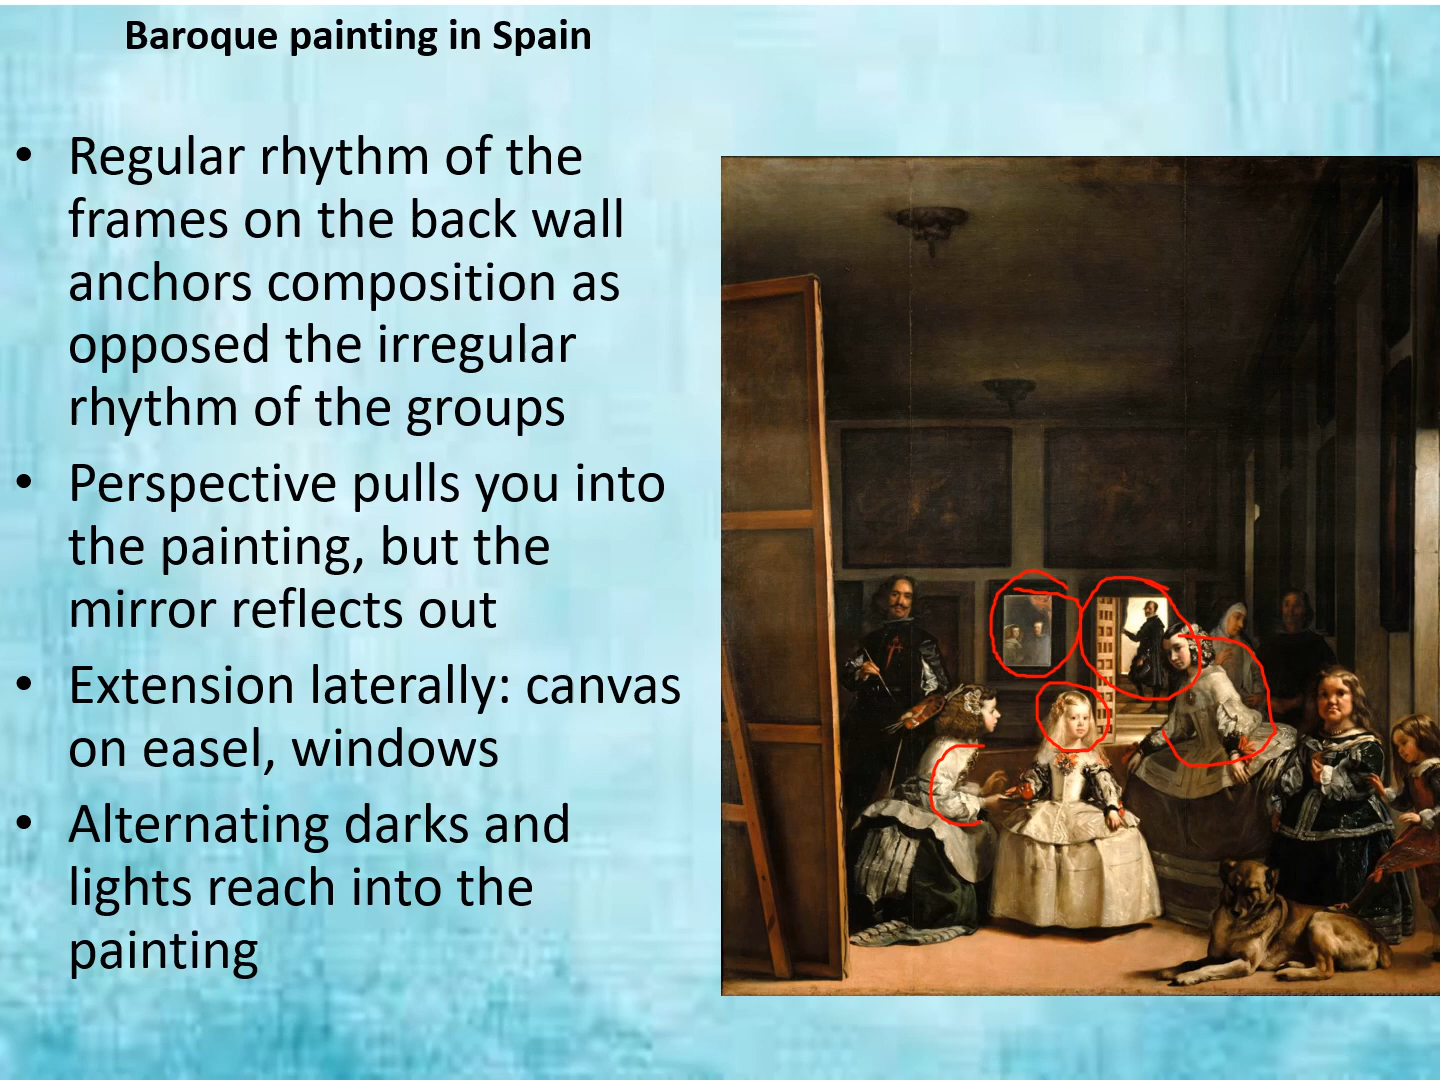 Baroque painting in Spain
• Regular rhythm of the
frames on the back wall
anchors composition as
opposed the irregular
rhythm of the groups
• Perspective pulls you into
the painting, but the
mirror reflects out
• Extension laterally: canvas
on easel, windows
• Alternating darks and
lights reach into the
painting